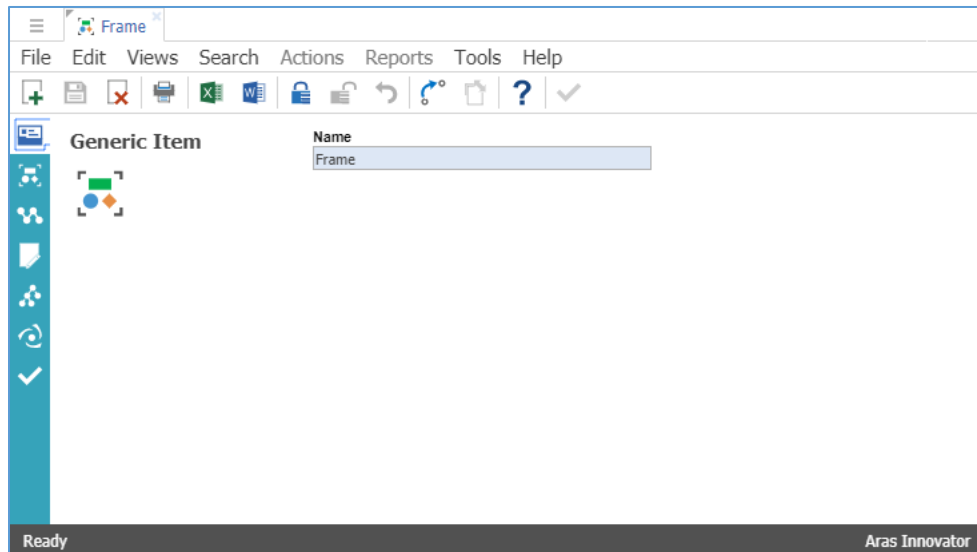 Frame
File Edit Views Search Actions Reports Tools Help
Generic Item
Name
Frame
Ready
Aras Innovator